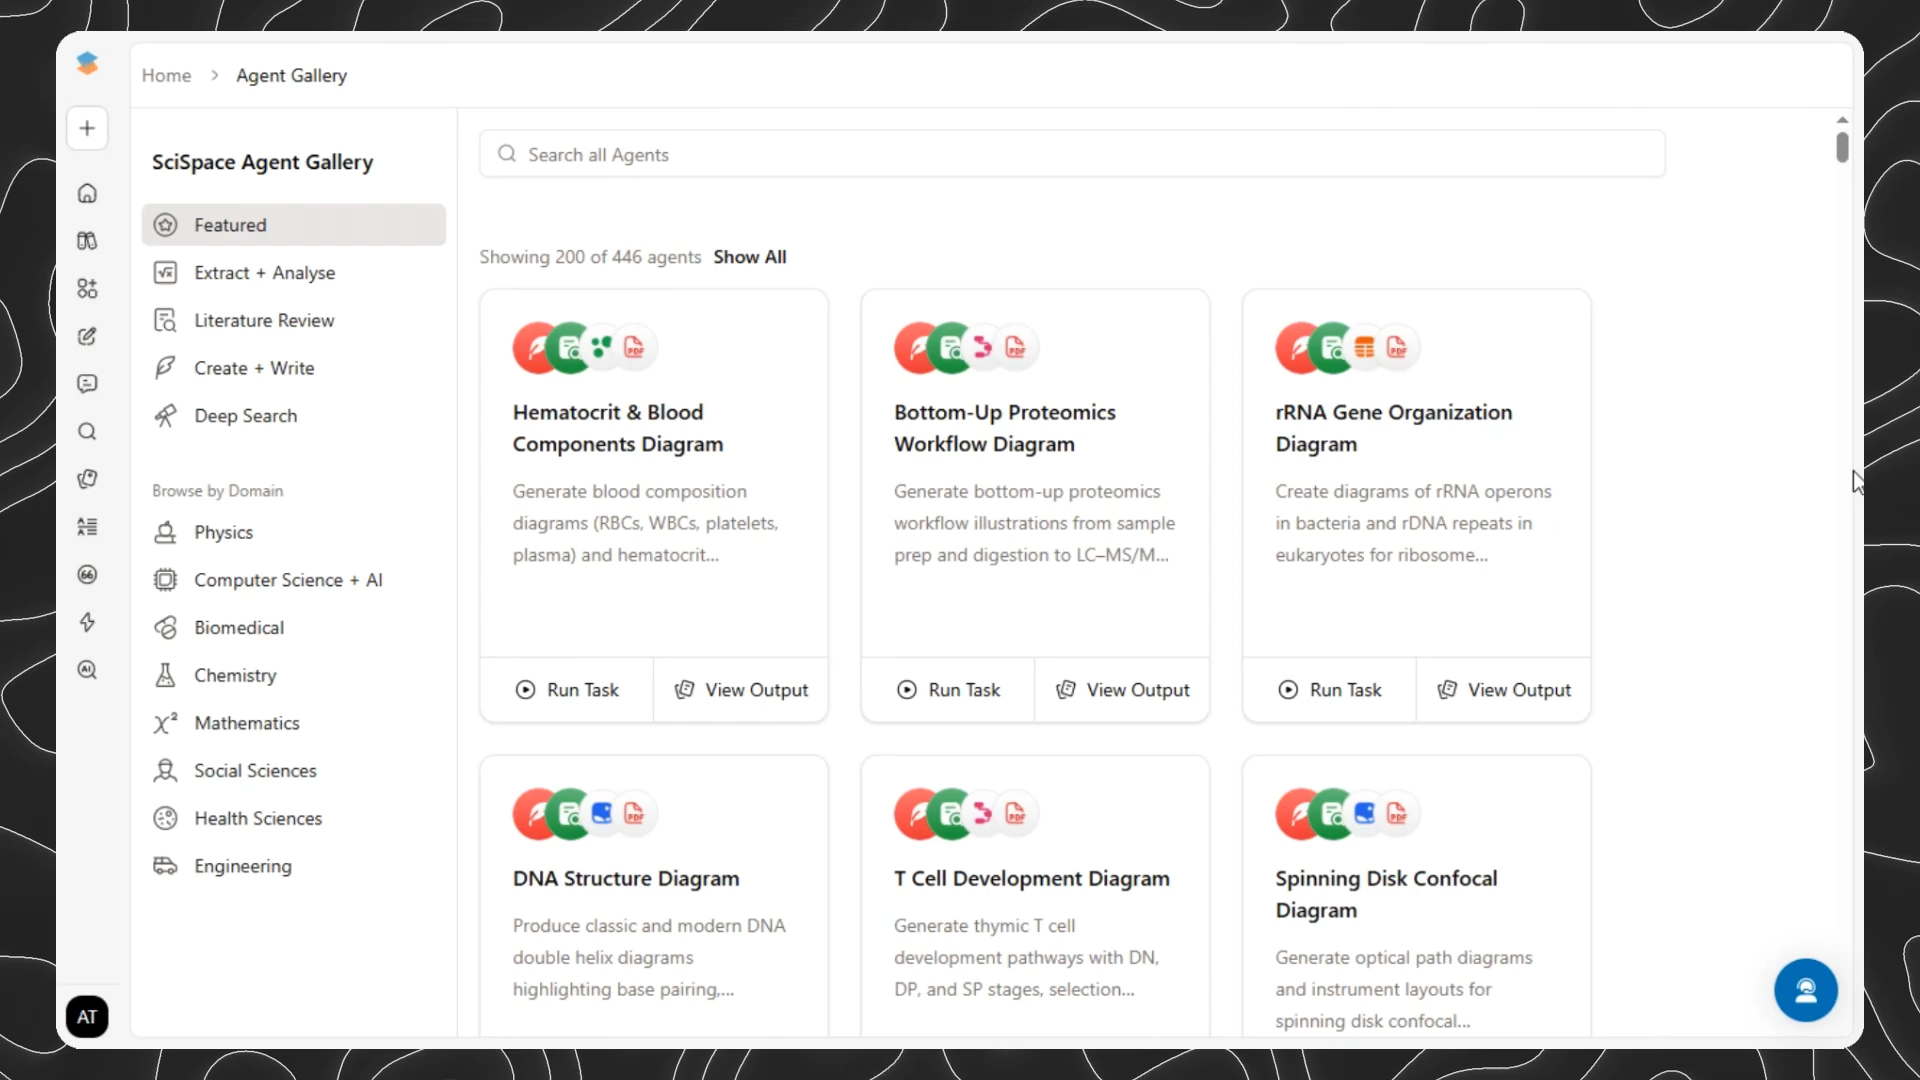 Home > Agent Gallery
SciSpace Agent Gallery
Featured
Extract + Analyse
Literature Review
Create + Write
Deep Search
Browse by Domain
Physics
Computer Science + AI
Biomedical
Chemistry
Mathematics
Social Sciences
Health Sciences
Engineering
AT
Search all Agents
Showing 200 of 446 agents Show All
Hematocrit & Blood
Components Diagram
Generate blood composition
diagrams (RBCs, WBCs, platelets,
plasma) and hematocrit...
Run Task View Output
Bottom-Up Proteomics
Workflow Diagram
Generate bottom-up proteomics
workflow illustrations from sample
prep and digestion to LC–MS/M...
Run Task View Output
rRNA Gene Organization
Diagram
Create diagrams of rRNA operons
in bacteria and rDNA repeats in
eukaryotes for ribosome...
Run Task View Output
DNA Structure Diagram
Produce classic and modern DNA
double helix diagrams
highlighting base pairing,...
T Cell Development Diagram
Generate thymic T cell
development pathways with DN,
DP, and SP stages, selection...
Spinning Disk Confocal
Diagram
Generate optical path diagrams
and instrument layouts for
spinning disk confocal...